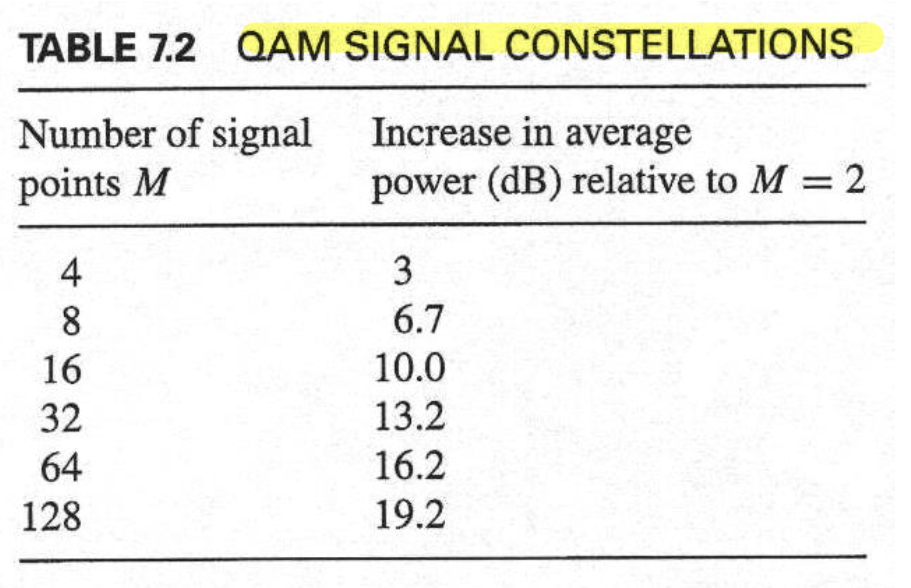 TABLE 7.2 QAM SIGNAL CONSTELLATIONS
Number of signal Increase in average
points M power (dB) relative to M = 2
4 3
8 6.7
16 10.0
32 13.2
64 16.2
128 19.2